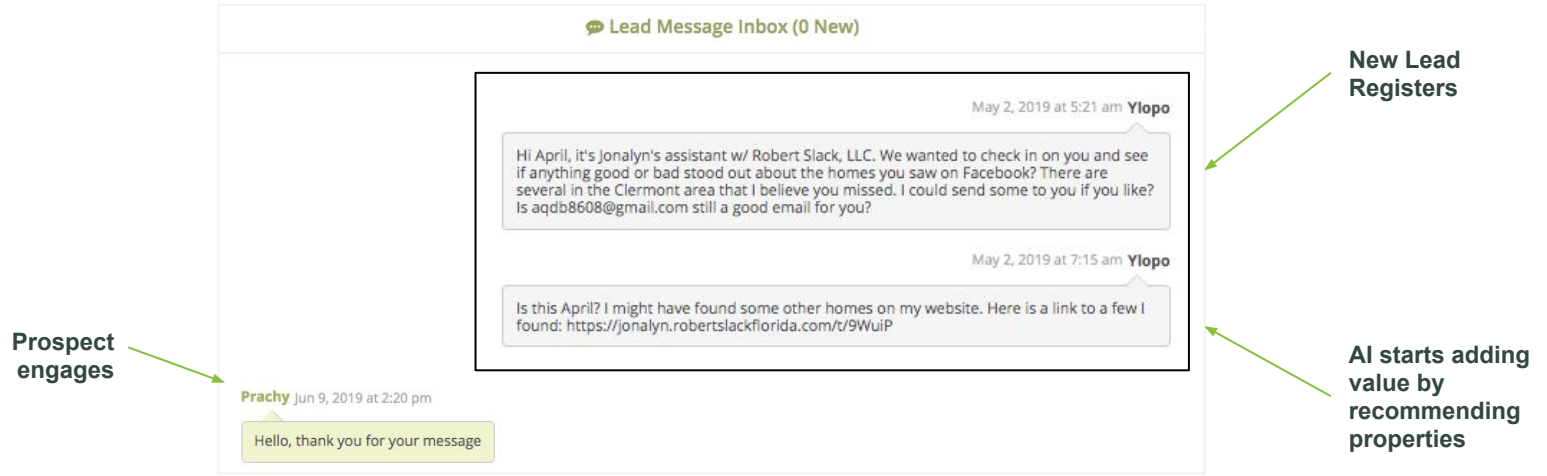 Lead Message Inbox (0 New)
New Lead
Registers
May 2, 2019 at 5:21 am Ylopo
Hi April, it's Jonalyn's assistant w/ Robert Slack, LLC. We wanted to check in on you and see
if anything good or bad stood out about the homes you saw on Facebook? There are
several in the Clermont area that I believe you missed. I could send some to you if you like?
Is aqdb8608@gmail.com still a good email for you?
May 2, 2019 at 7:15 am Ylopo
Is this April? I might have found some other homes on my website. Here is a link to a few I
found: https://jonalyn.robertslackflorida.com/t/9WuiP
Prospect
engages
AI starts adding
value by
recommending
properties
Prachy Jun 9, 2019 at 2:20 pm
Hello, thank you for your message